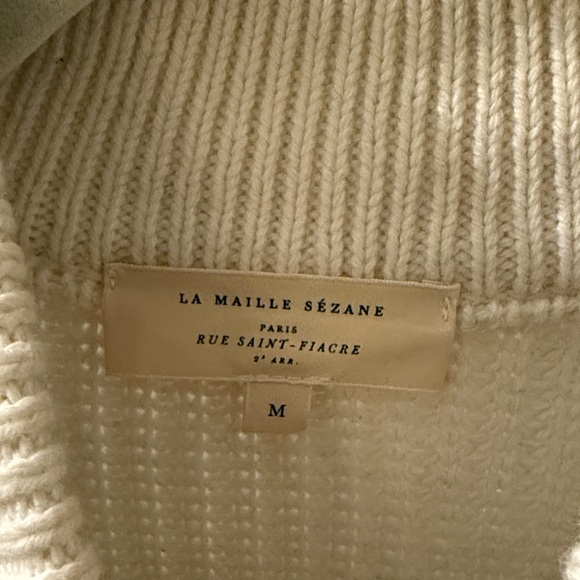 LA MAILLE SÉZANE
PARIS
RUE SAINT-FIACRE
2ᵉ ARR.
M